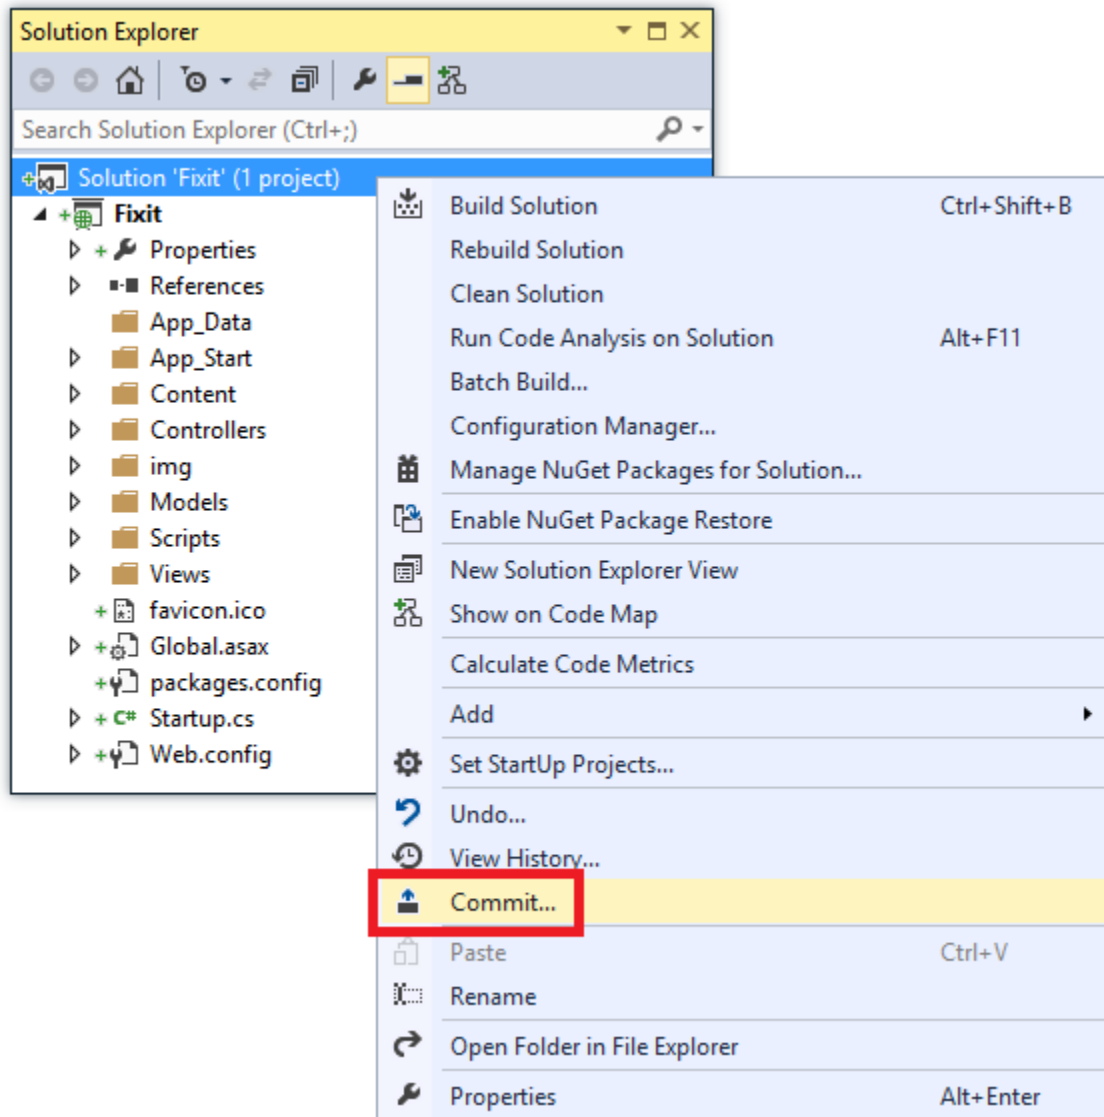 Solution Explorer
Search Solution Explorer (Ctrl+;)
Solution 'Fixit' (1 project)
Fixit
Properties
References
App_Data
App_Start
Content
Controllers
img
Models
Scripts
Views
favicon.ico
Global.asax
packages.config
C# Startup.cs
Web.config
Build Solution Ctrl+Shift+B
Rebuild Solution
Clean Solution
Run Code Analysis on Solution Alt+F11
Batch Build...
Configuration Manager...
Manage NuGet Packages for Solution...
Enable NuGet Package Restore
New Solution Explorer View
Show on Code Map
Calculate Code Metrics
Add
Set StartUp Projects...
Undo...
View History...
Commit...
Paste Ctrl+V
Rename
Open Folder in File Explorer
Properties Alt+Enter